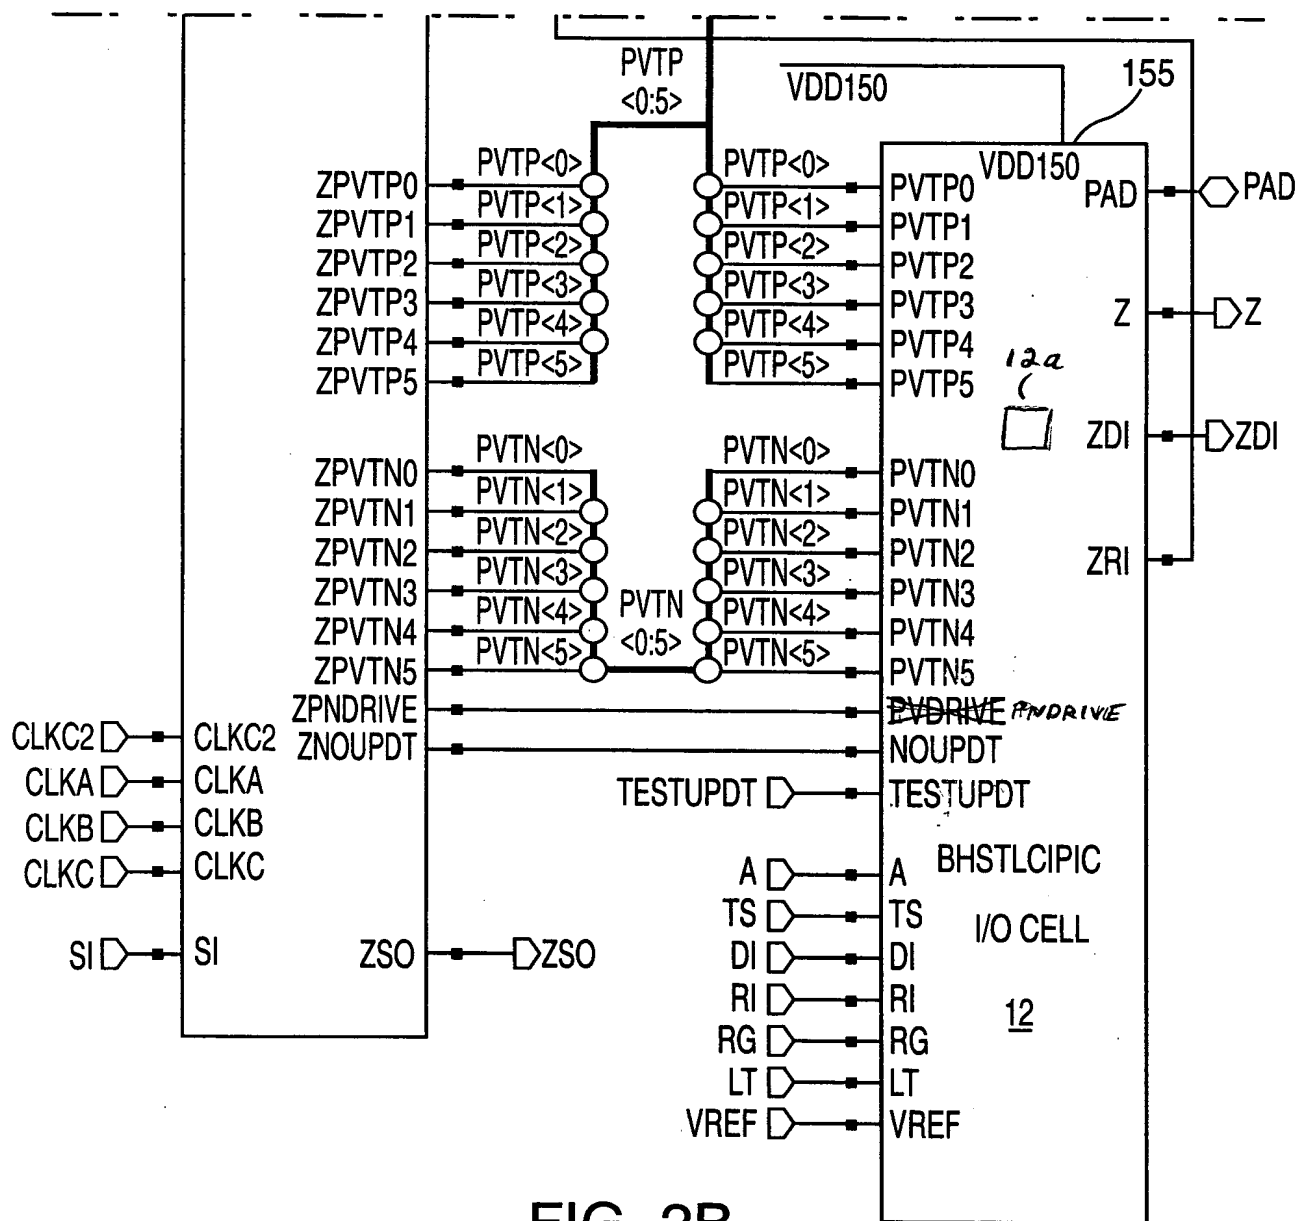 PVTP
<0:5>
VDD150
155
VDD150
ZPVTP0 PVTP<0> PVTP<0> PVTP0 PAD PAD
ZPVTP1 PVTP<1> PVTP<1> PVTP1
ZPVTP2 PVTP<2> PVTP<2> PVTP2
ZPVTP3 PVTP<3> PVTP<3> PVTP3 Z Z
ZPVTP4 PVTP<4> PVTP<4> PVTP4
ZPVTP5 PVTP<5> PVTP<5> PVTP5
12a
ZDI ZDI
ZPVTN0 PVTN<0> PVTN<0> PVTN0
ZPVTN1 PVTN<1> PVTN<1> PVTN1
ZPVTN2 PVTN<2> PVTN<2> PVTN2 ZRI
ZPVTN3 PVTN<3> PVTN<3> PVTN3
PVTN
<0:5>
ZPVTN4 PVTN<4> PVTN<4> PVTN4
ZPVTN5 PVTN<5> PVTN<5> PVTN5
ZPNDRIVE PVDRIVE PNDRIVE
CLKC2 CLKC2 ZNOUPDT NOUPDT
CLKA CLKA TESTUPDT TESTUPDT
CLKB CLKB
CLKC CLKC
BHSTLCIPIC
I/O CELL
12
A A
TS TS
SI SI ZSO ZSO
DI DI
RI RI
RG RG
LT LT
VREF VREF
FIG. 2B